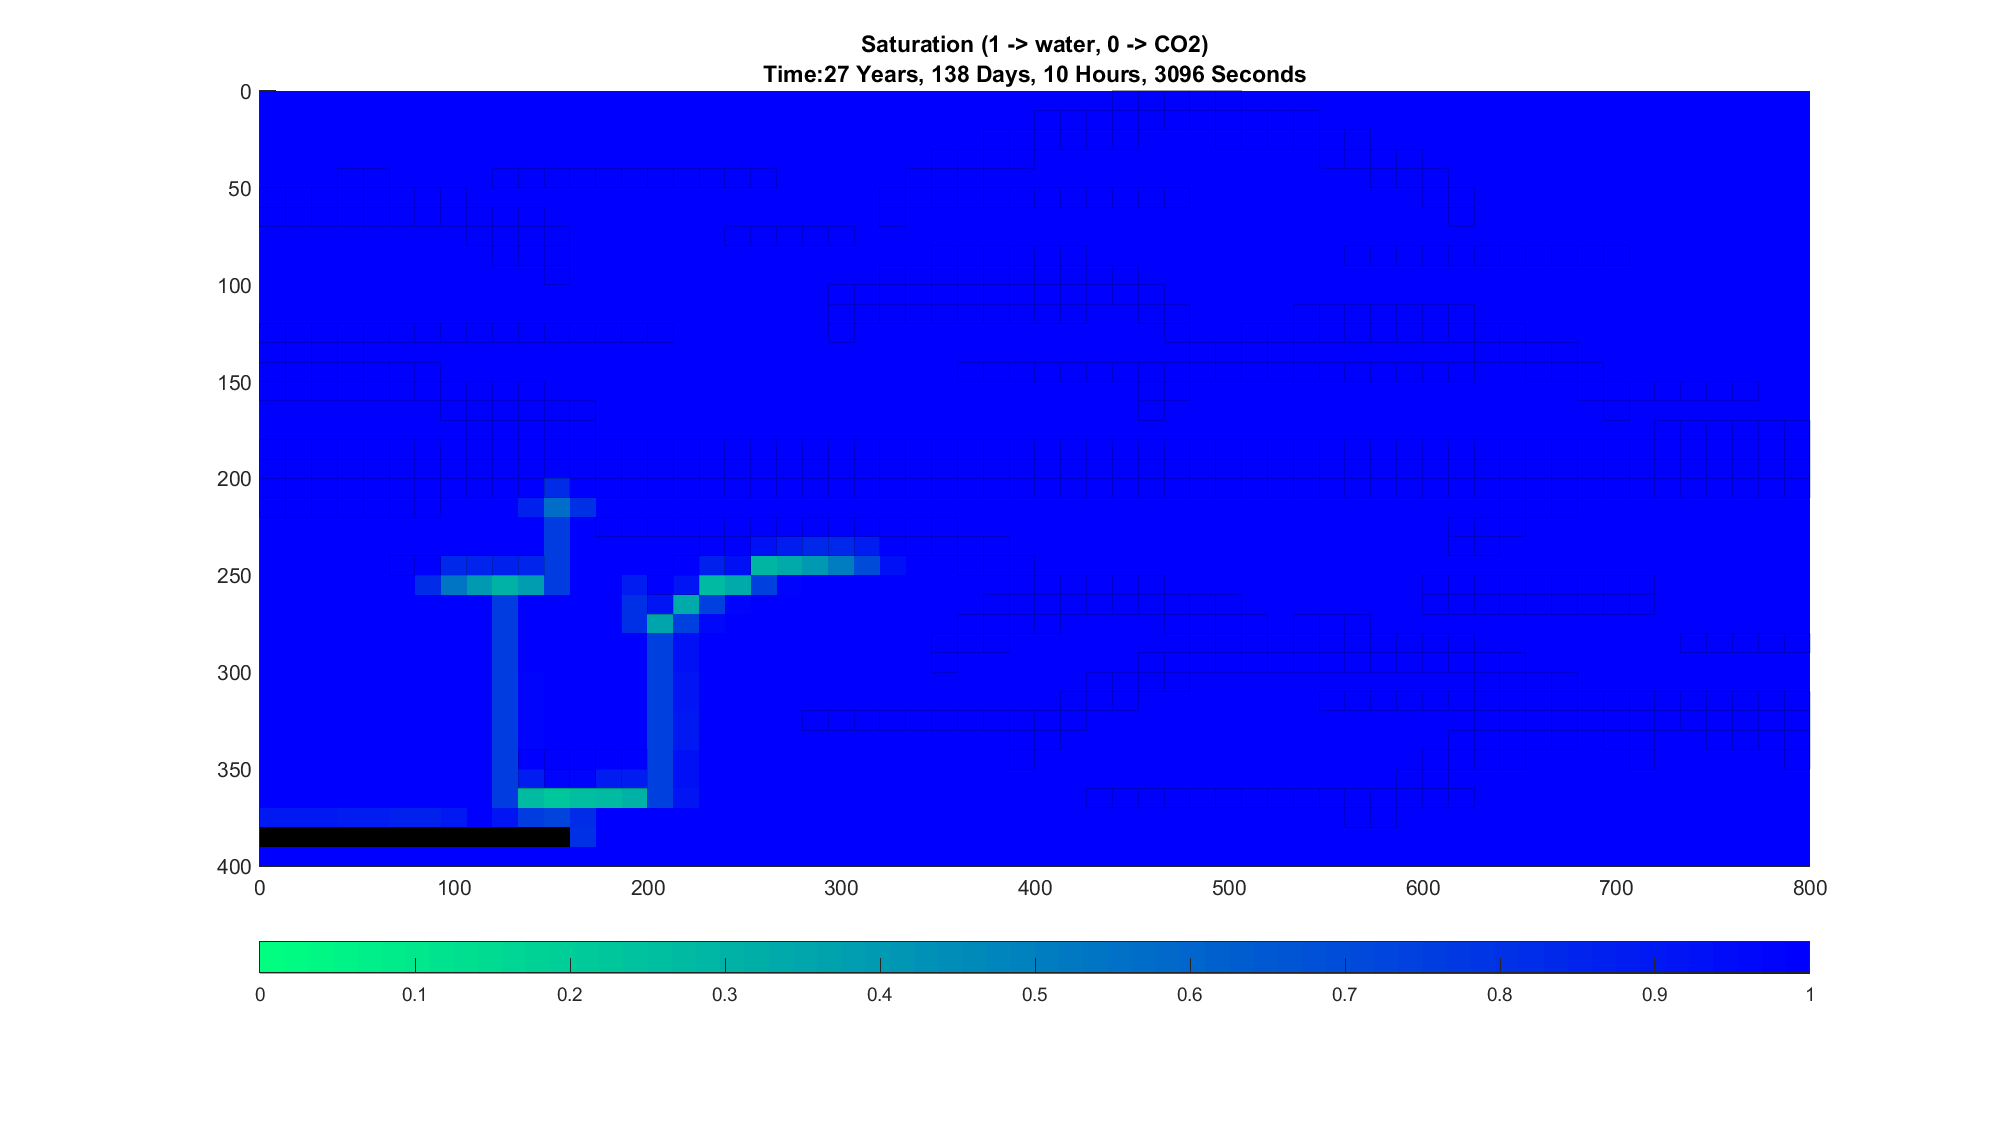 Saturation (1 -> water, 0 -> CO2)
Time:27 Years, 138 Days, 10 Hours, 3096 Seconds
0
50
100
150
200
250
300
350
400
0 100 200 300 400 500 600 700 800
0 0.1 0.2 0.3 0.4 0.5 0.6 0.7 0.8 0.9 1